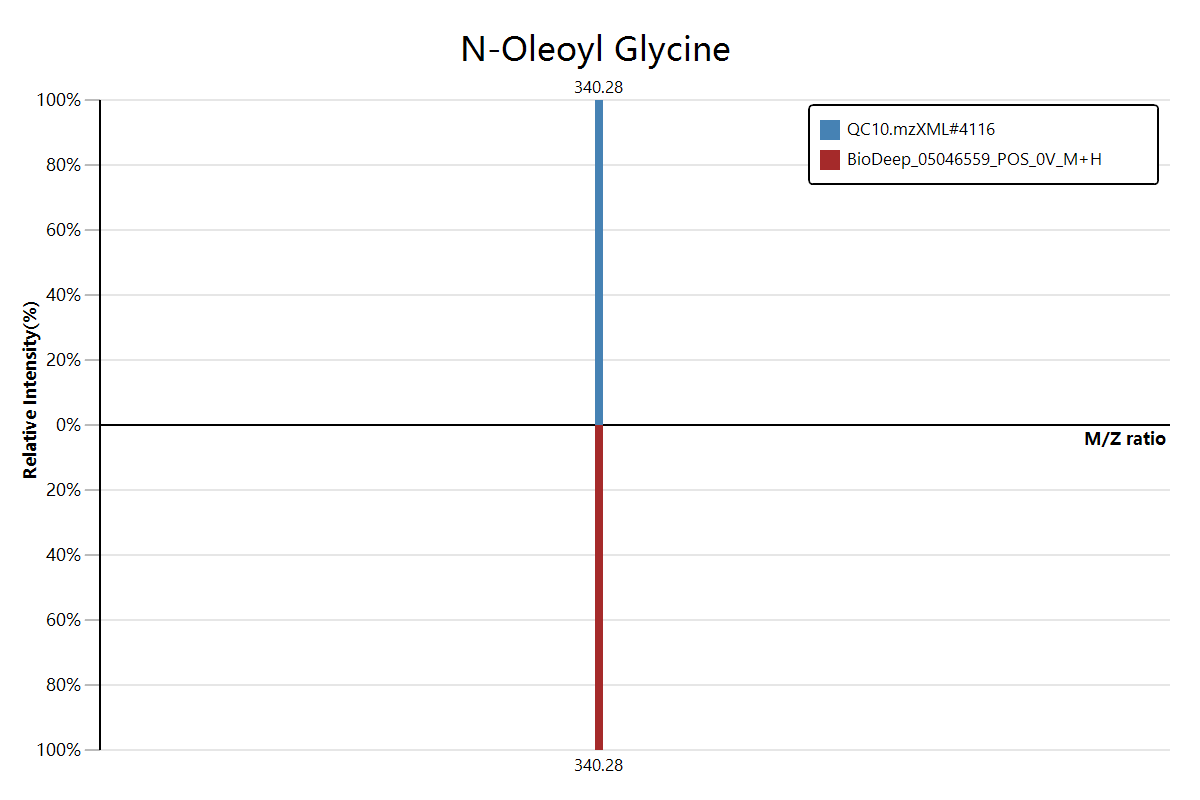 N-Oleoyl Glycine
340.28
100%
80%
60%
40%
20%
0%
20%
40%
60%
80%
100%
Relative Intensity(%)
QC10.mzXML#4116
BioDeep_05046559_POS_0V_M+H
M/Z ratio
340.28